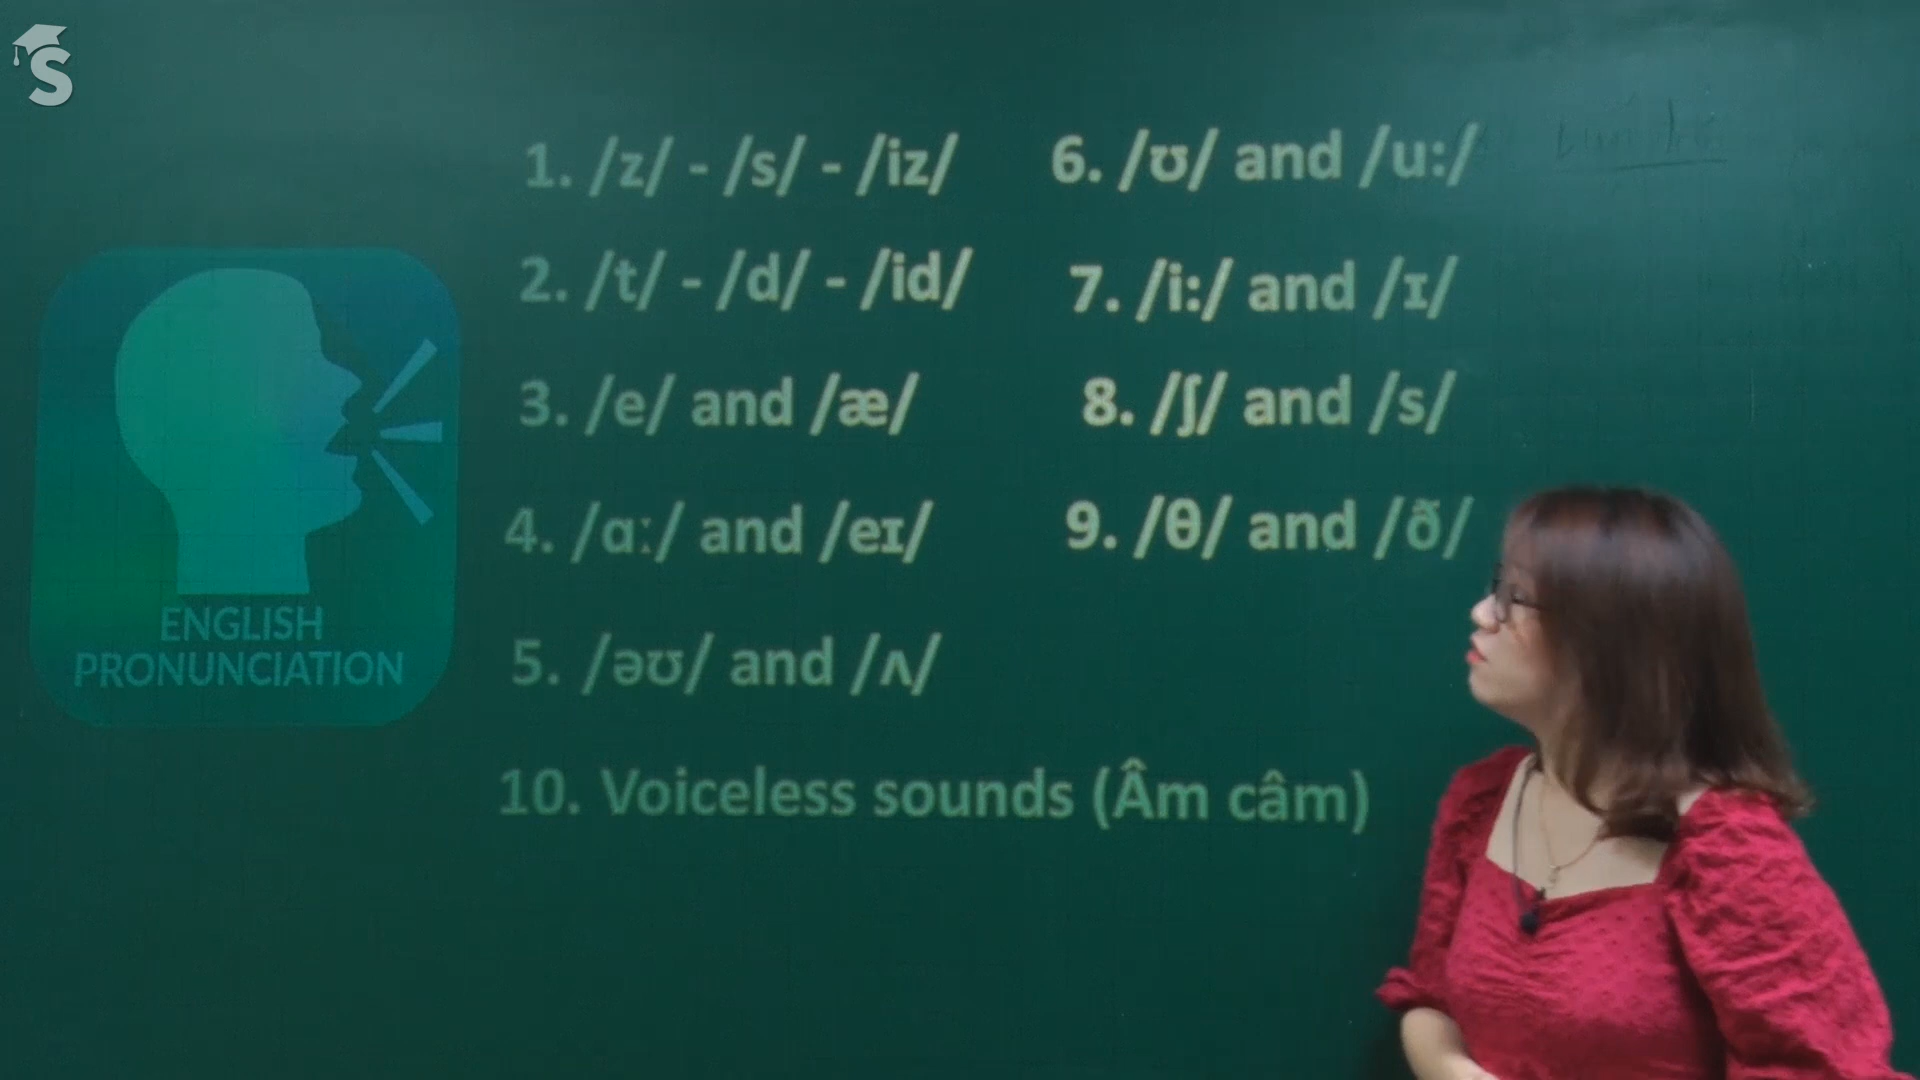 S
1. /z/ - /s/ - /iz/
2. /t/ - /d/ - /id/
3. /e/ and /æ/
4. /ɑː/ and /eɪ/
5. /əʊ/ and /ʌ/
6. /ʊ/ and /u:/
7. /i:/ and /ɪ/
8. /ʃ/ and /s/
9. /θ/ and /ð/
10. Voiceless sounds (Âm câm)
ENGLISH
PRONUNCIATION